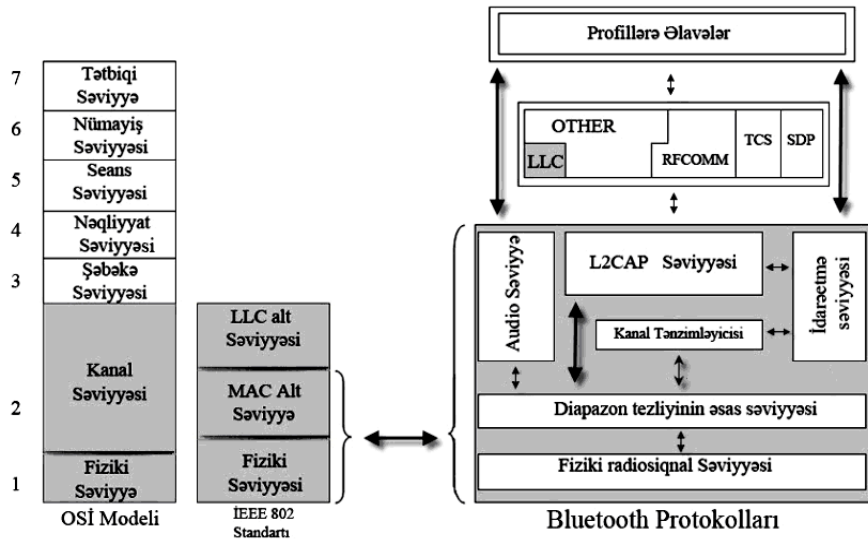 7
Tətbiqi
Səviyyə
6
Nümayiş
Səviyyəsi
5
Seans
Səviyyəsi
4
Nəqliyyat
Səviyyəsi
3
Şəbəkə
Səviyyəsi
2
Kanal
Səviyyəsi
1
Fiziki
Səviyyə
OSİ Modeli
LLC alt
Səviyyəsi
MAC Alt
Səviyyə
Fiziki
Səviyyəsi
İEEE 802
Standartı
Profillərə Əlavələr
OTHER
LLC
RFCOMM
TCS
SDP
Audio Səviyyə
L2CAP Səviyyəsi
Kanal Tənzimləyicisi
İdarəetmə
səviyyəsi
Diapazon tezliyinin əsas səviyyəsi
Fiziki radiosiqnal Səviyyəsi
Bluetooth Protokolları